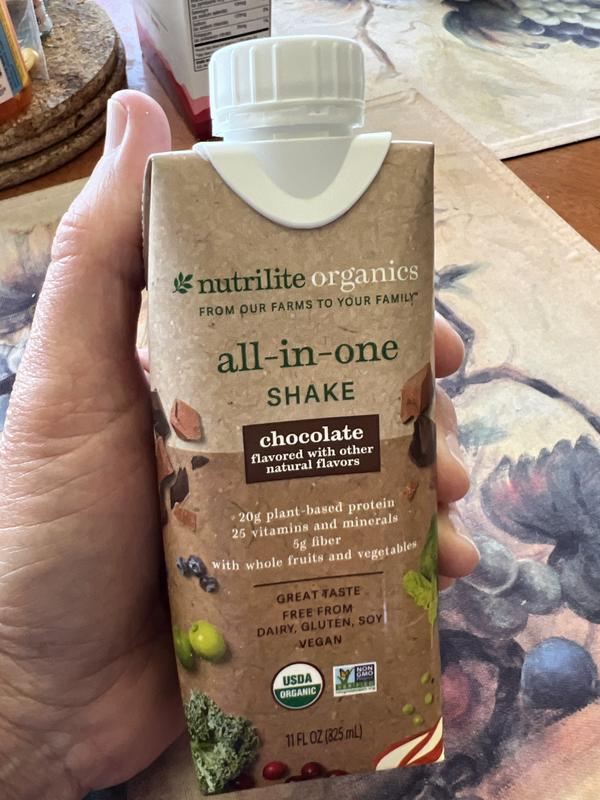 nutrilite organics
FROM OUR FARMS TO YOUR FAMILY™
all-in-one
SHAKE
chocolate
flavored with other
natural flavors
20g plant-based protein
25 vitamins and minerals
5g fiber
with whole fruits and vegetables
GREAT TASTE
FREE FROM
DAIRY, GLUTEN, SOY
VEGAN
USDA
ORGANIC
NON
GMO
VERIFIED
11 FL OZ (325 mL)